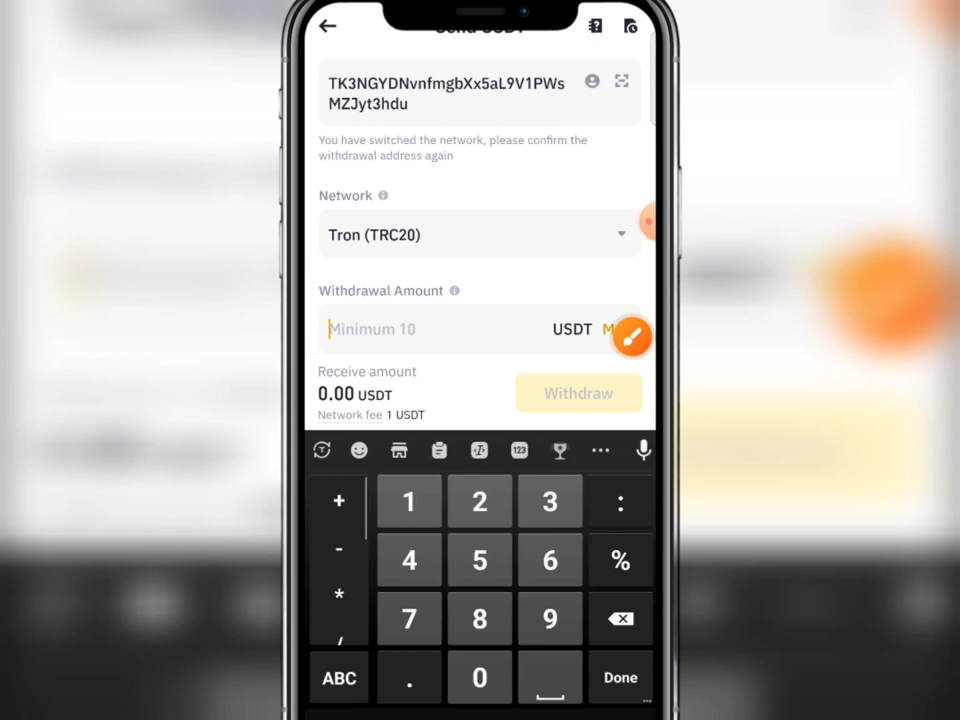 TK3NGYDNvnfmgbXx5aL9V1PWs
MZJyt3hdu
You have switched the network, please confirm the
withdrawal address again
Network
Tron (TRC20)
Withdrawal Amount
Minimum 10 USDT M
Receive amount
0.00 USDT
Withdraw
Network fee 1 USDT
123
+ 1 2 3 :
- 4 5 6 %
* 7 8 9
/
ABC . 0 Done